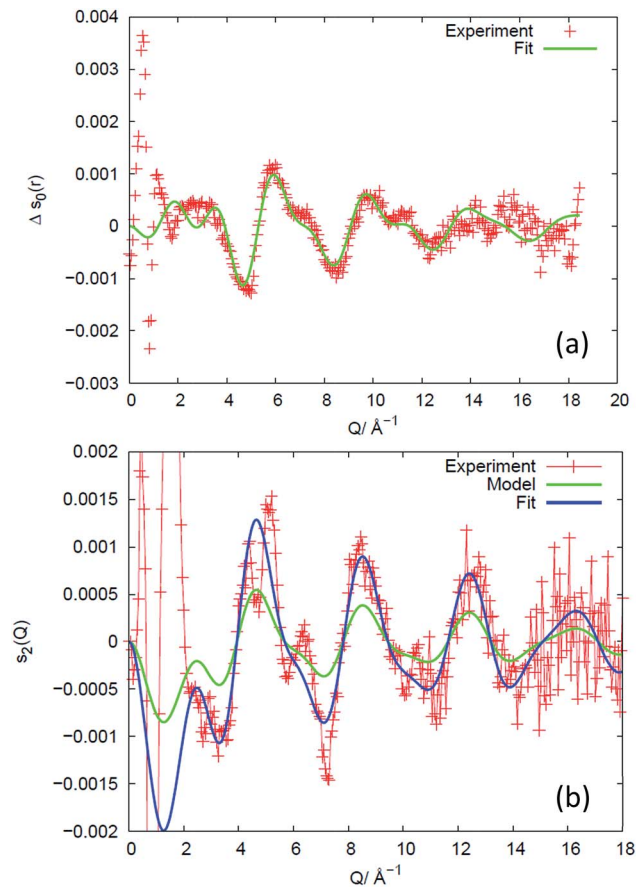 0.004
0.003
0.002
0.001
0
−0.001
−0.002
−0.003
Δ s₀(r)
Experiment
Fit
(a)
0 2 4 6 8 10 12 14 16 18 20
Q/ Å⁻¹
0.002
0.0015
0.001
0.0005
0
−0.0005
−0.001
−0.0015
−0.002
s₂(Q)
Experiment
Model
Fit
(b)
0 2 4 6 8 10 12 14 16 18
Q/ Å⁻¹